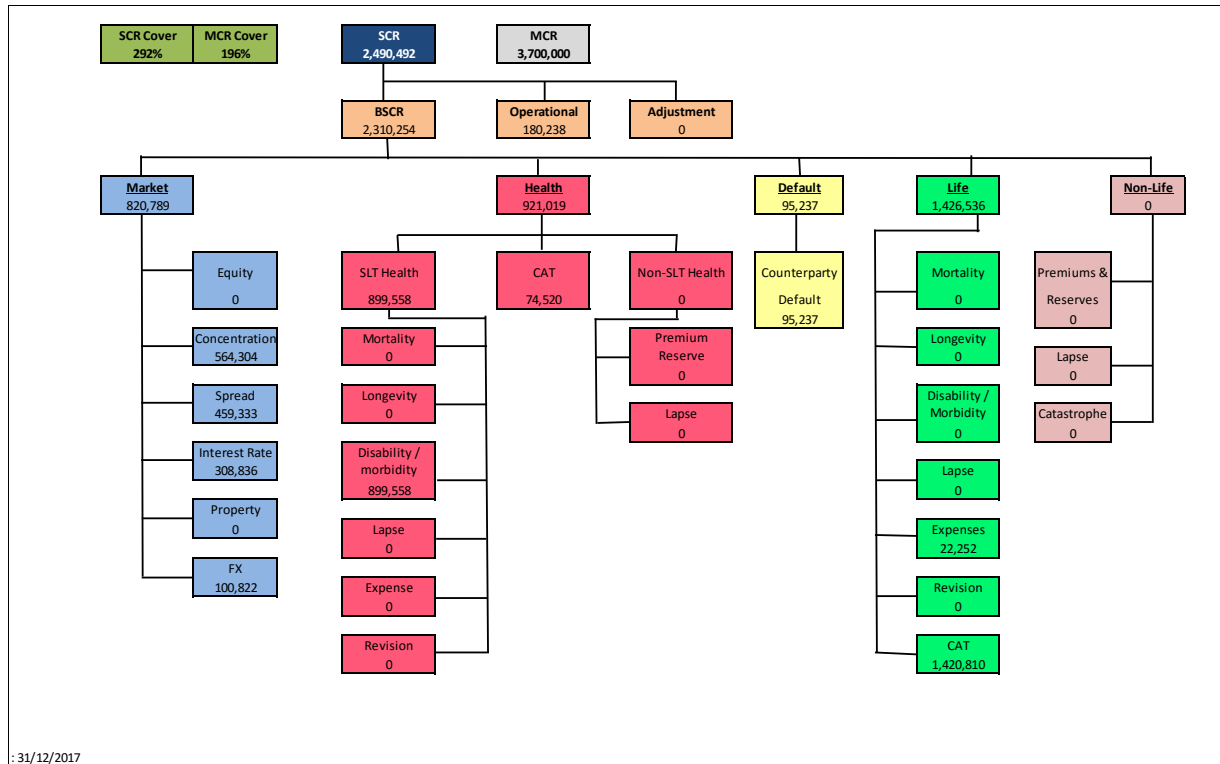 SCR Cover
292%
MCR Cover
196%
SCR
2,490,492
MCR
3,700,000
BSCR
2,310,254
Operational
180,238
Adjustment
0
Market
820,789
Health
921,019
Default
95,237
Life
1,426,536
Non-Life
0
Equity
0
Concentration
564,304
Spread
459,333
Interest Rate
308,836
Property
0
FX
100,822
SLT Health
899,558
CAT
74,520
Non-SLT Health
0
Mortality
0
Longevity
0
Disability /
morbidity
899,558
Lapse
0
Expense
0
Revision
0
Premium
Reserve
0
Lapse
0
Counterparty
Default
95,237
Mortality
0
Longevity
0
Disability /
Morbidity
0
Lapse
0
Expenses
22,252
Revision
0
CAT
1,420,810
Premiums &
Reserves
0
Lapse
0
Catastrophe
0
: 31/12/2017